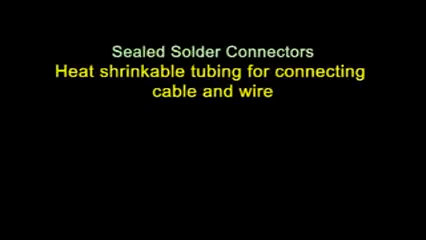 Sealed Solder Connectors
Heat shrinkable tubing for connecting
cable and wire